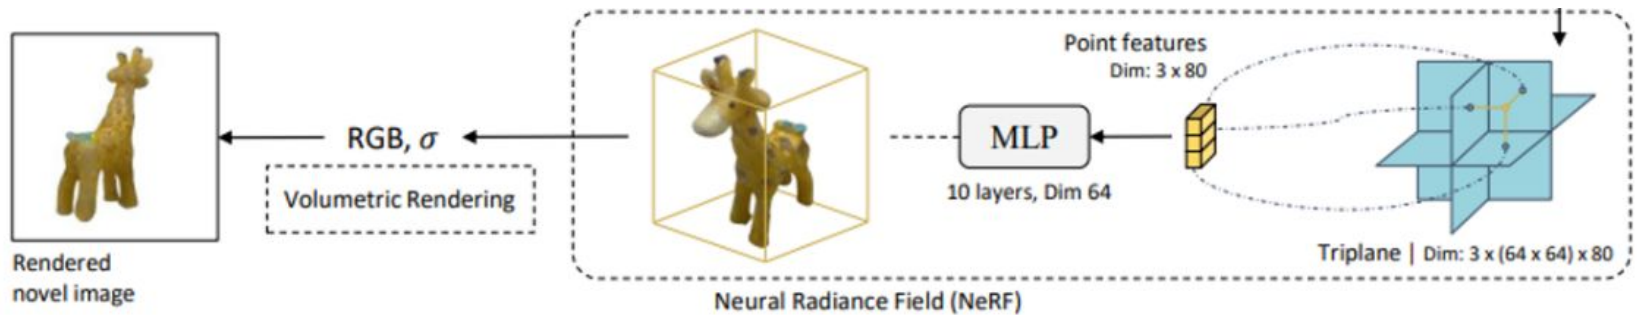 Point features
Dim: 3 x 80
MLP
RGB, σ
10 layers, Dim 64
Volumetric Rendering
Triplane | Dim: 3 x (64 x 64) x 80
Rendered
novel image
Neural Radiance Field (NeRF)